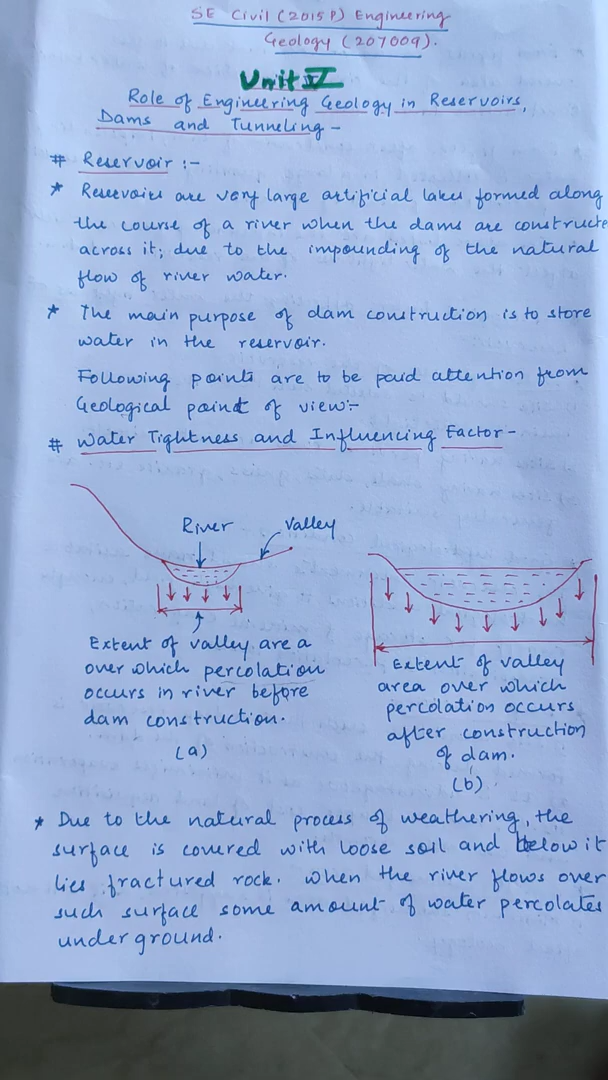 SE Civil (2015P) Engineering
Geology (207009).
Unit V
Role of Engineering Geology in Reservoirs,
Dams and Tunneling -
# Reservoir :-
* Reservoirs are very large artificial lakes formed along
the course of a river when the dams are constructe
across it; due to the impounding of the natural
flow of river water.
* The main purpose of dam construction is to store
water in the reservoir.
Following points are to be paid attention from
Geological point of view:-
# Water Tightness and Influencing Factor -
River
Valley
Extent of valley are a
over which percolation
occurs in river before
dam construction.
(a)
Extent of valley
area over which
percolation occurs
after construction
of dam.
(b)
* Due to the natural process of weathering, the
surface is covered with loose soil and below it
lies fractured rock. When the river flows over
such surface some amount of water percolates
underground.